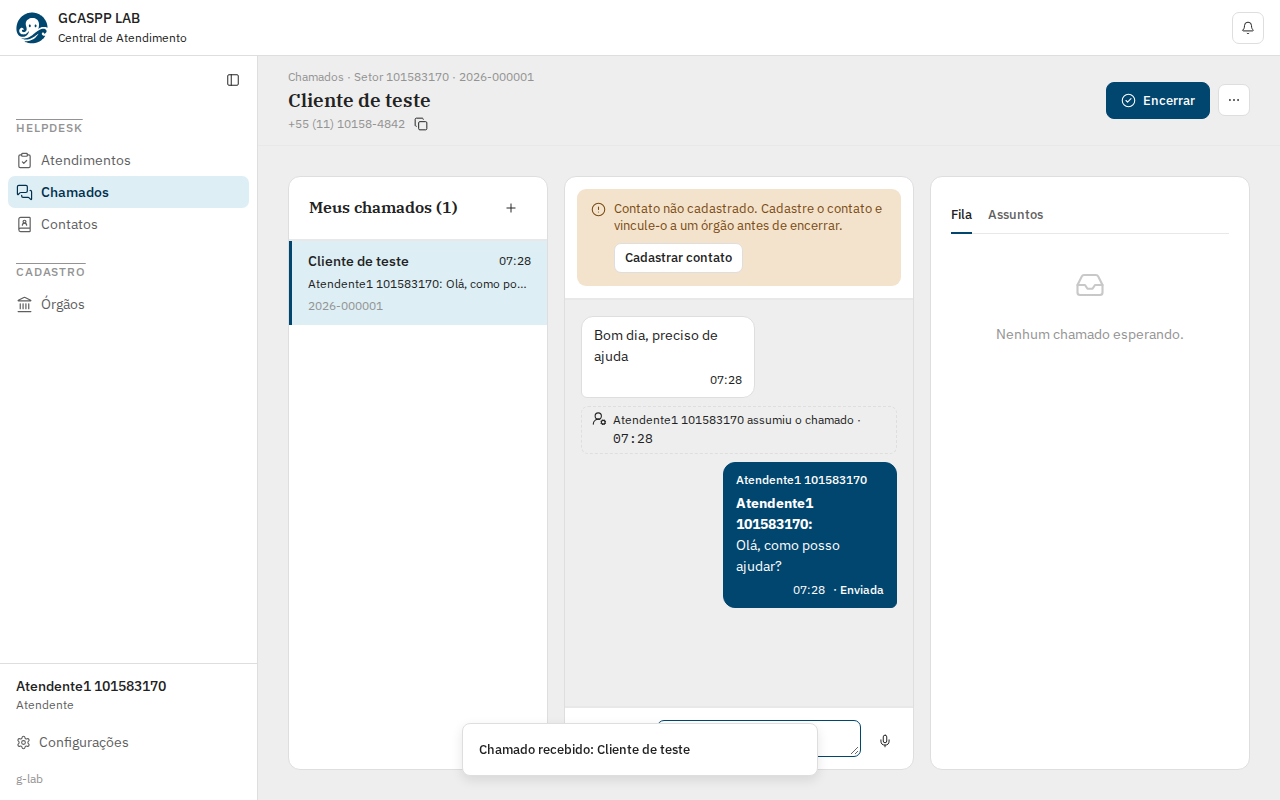 GCASPP LAB
Central de Atendimento
HELPDESK
Atendimentos
Chamados
Contatos
CADASTRO
Órgãos
Atendente1 101583170
Atendente
Configurações
g-lab
Chamados · Setor 101583170 · 2026-000001
Cliente de teste
+55 (11) 10158-4842
Encerrar
Meus chamados (1)
Cliente de teste 07:28
Atendente1 101583170: Olá, como po...
2026-000001
Contato não cadastrado. Cadastre o contato e
vincule-o a um órgão antes de encerrar.
Cadastrar contato
Bom dia, preciso de
ajuda
07:28
Atendente1 101583170 assumiu o chamado ·
07:28
Atendente1 101583170
Atendente1
101583170:
Olá, como posso
ajudar?
07:28 · Enviada
Chamado recebido: Cliente de teste
Fila Assuntos
Nenhum chamado esperando.